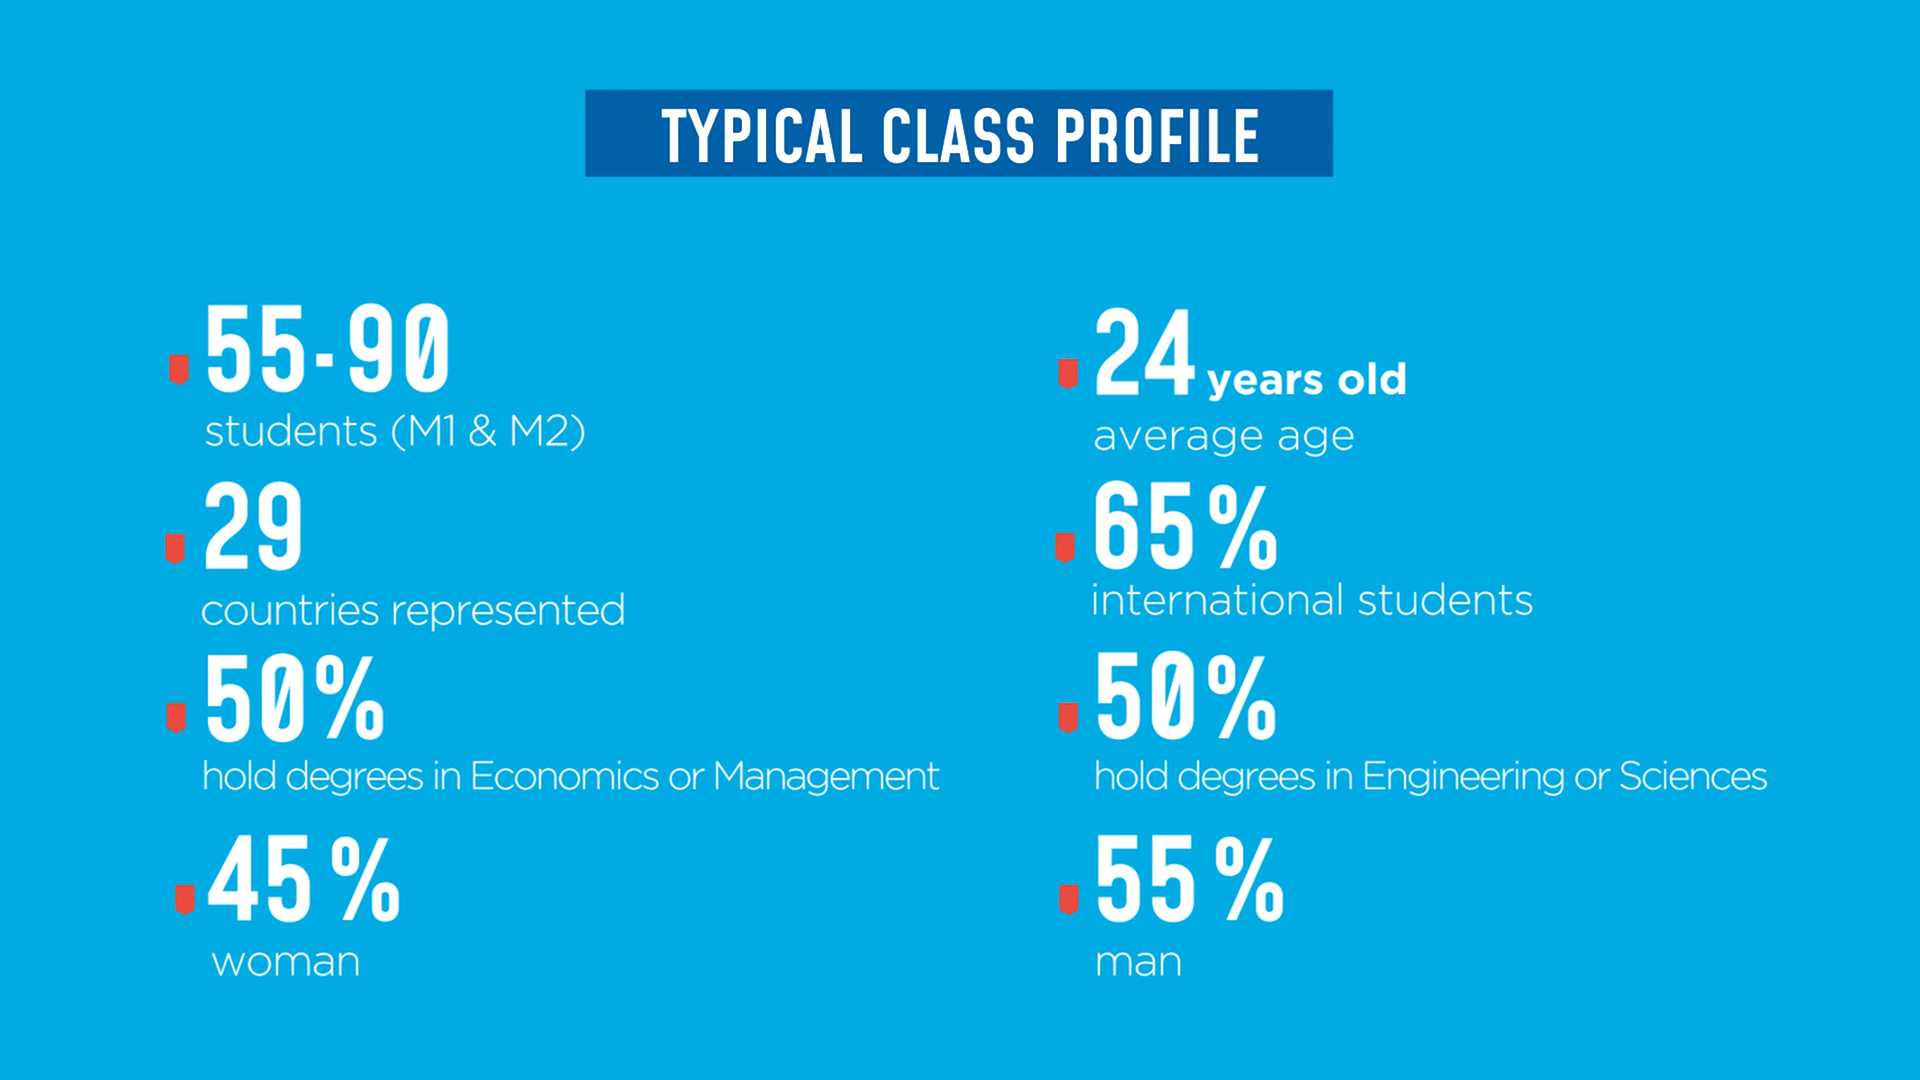 TYPICAL CLASS PROFILE
55-90
students (M1 & M2)
29
countries represented
50%
hold degrees in Economics or Management
45 %
woman
24 years old
average age
65%
international students
50%
hold degrees in Engineering or Sciences
55 %
man